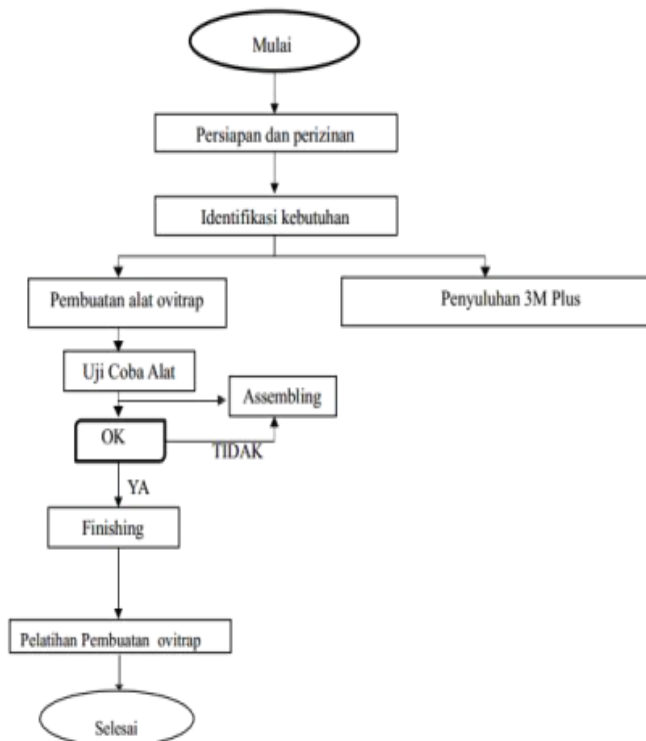 Mulai
Persiapan dan perizinan
Identifikasi kebutuhan
Pembuatan alat ovitrap
Penyuluhan 3M Plus
Uji Coba Alat
Assembling
OK
TIDAK
YA
Finishing
Pelatihan Pembuatan ovitrap
Selesai